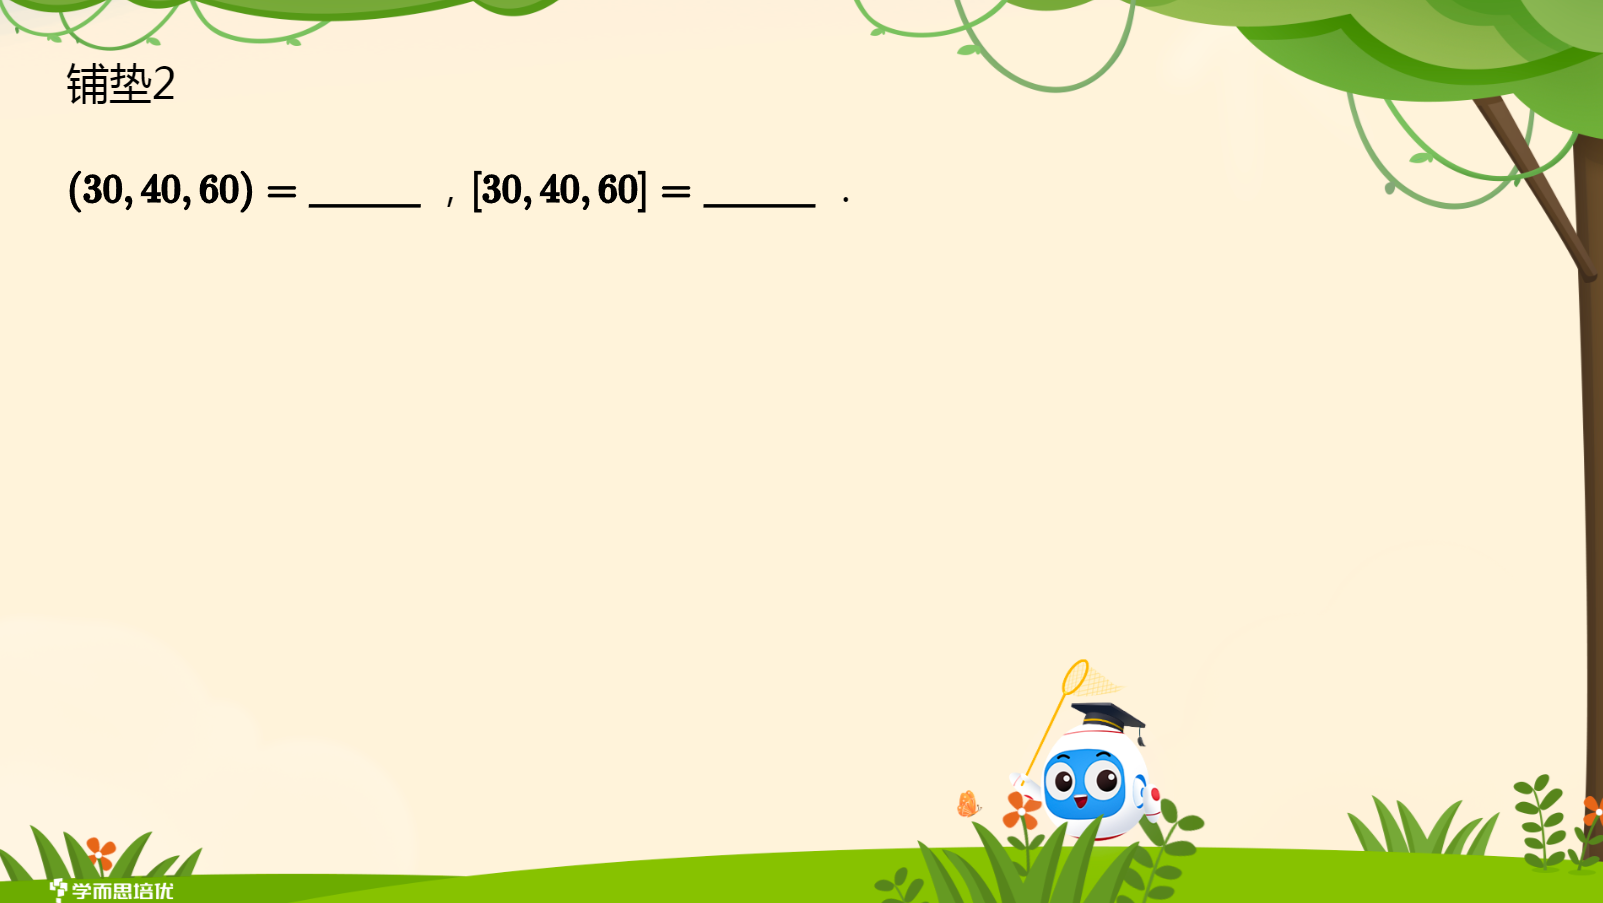 铺垫2
(30, 40, 60) = ______ , [30, 40, 60] = ______ .
学而思培优